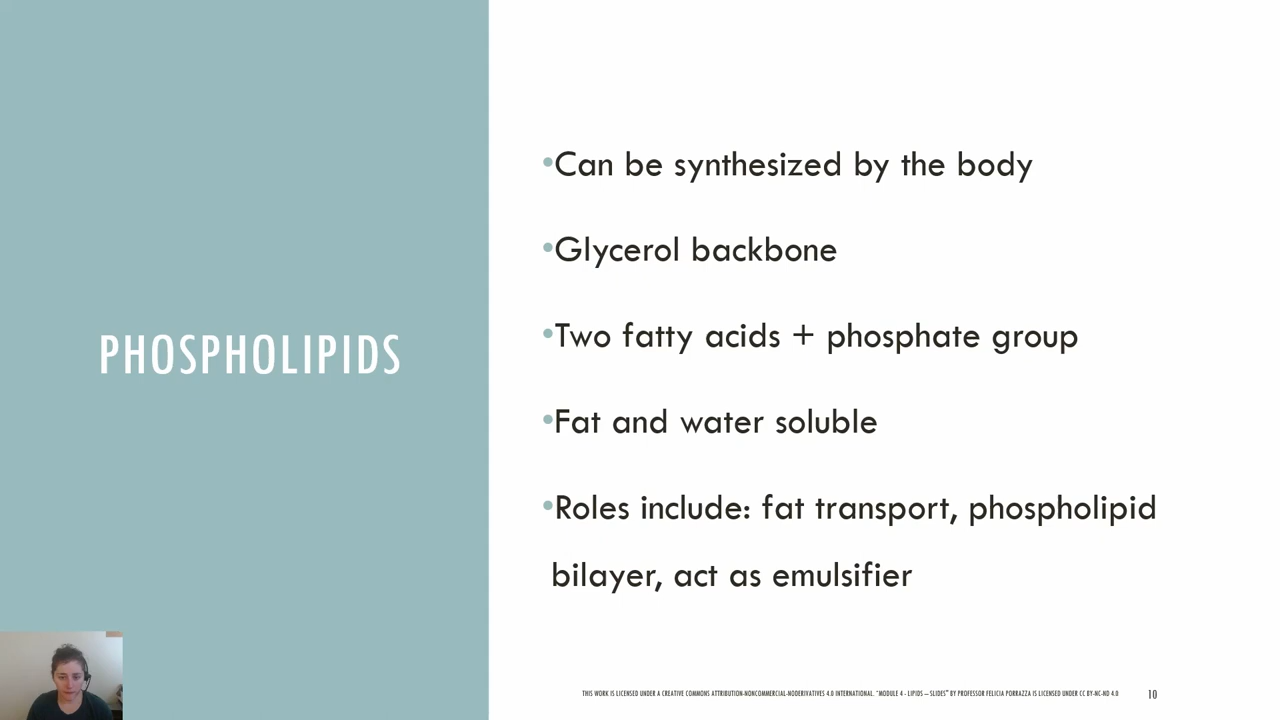 PHOSPHOLIPIDS
•Can be synthesized by the body
•Glycerol backbone
•Two fatty acids + phosphate group
•Fat and water soluble
•Roles include: fat transport, phospholipid
bilayer, act as emulsifier
THIS WORK IS LICENSED UNDER A CREATIVE COMMONS ATTRIBUTION-NONCOMMERCIAL-NODERIVATIVES 4.0 INTERNATIONAL. "MODULE 4 - LIPIDS – SLIDES" BY PROFESSOR FELICIA PORRAZZA IS LICENSED UNDER CC BY-NC-ND 4.0
10